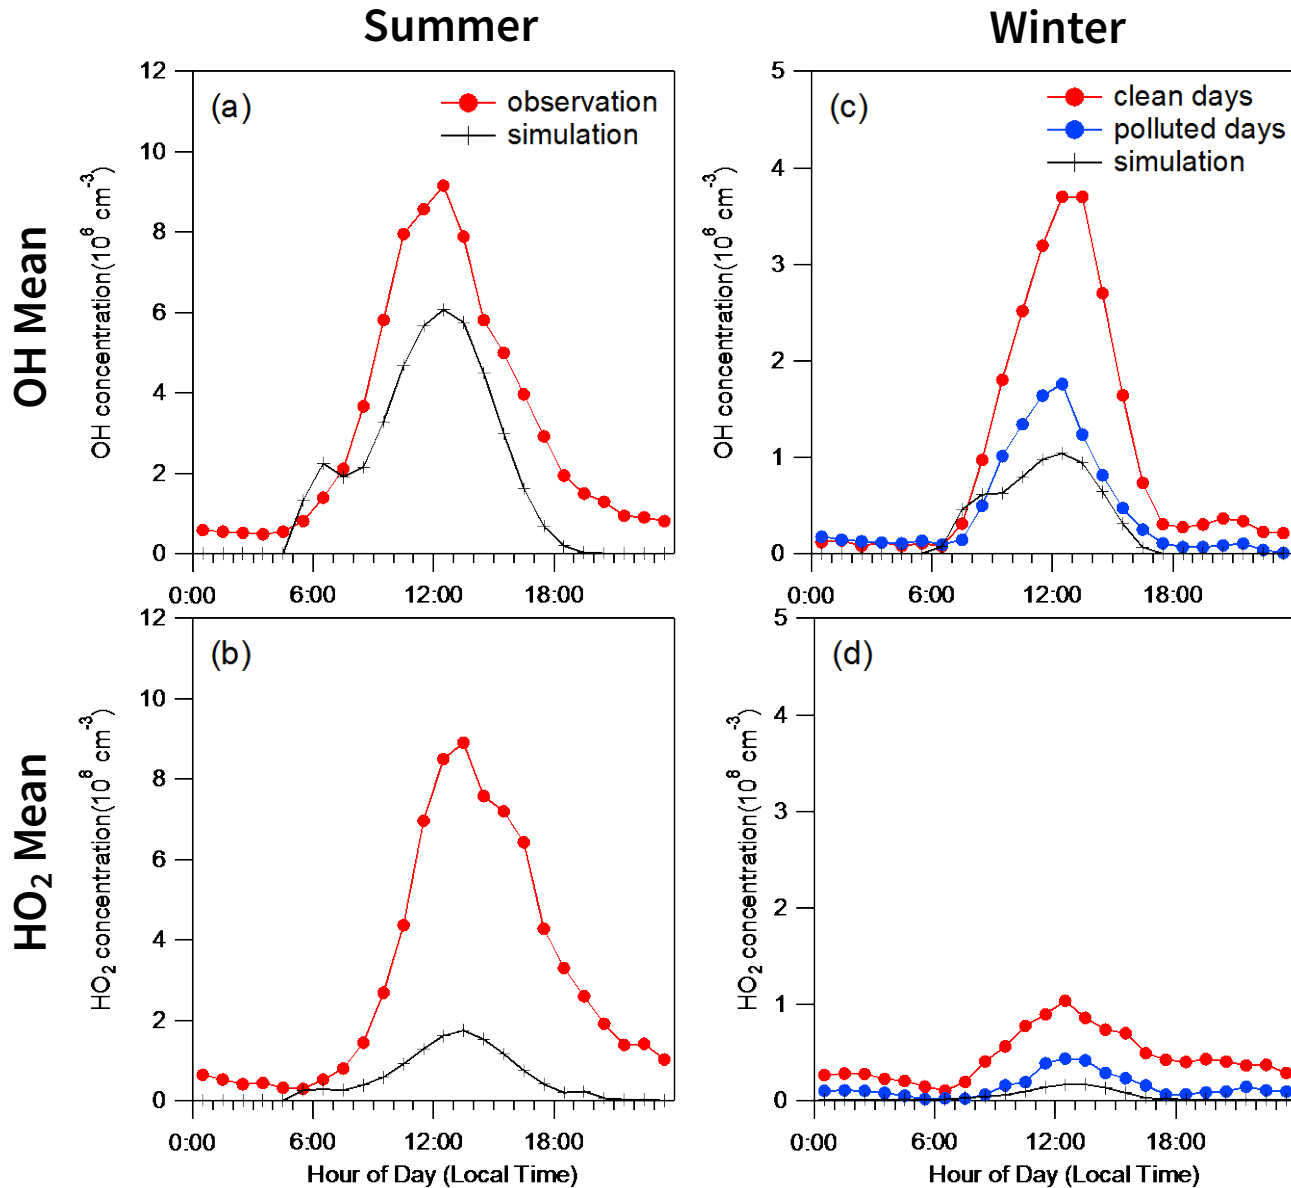 Summer
Winter
OH Mean
HO2 Mean
(a)
observation
simulation
OH concentration(10^6 cm^-3)
12
10
8
6
4
2
0
0:00
6:00
12:00
18:00
(c)
clean days
polluted days
simulation
OH concentration(10^6 cm^-3)
5
4
3
2
1
0
0:00
6:00
12:00
18:00
(b)
HO2 concentration(10^8 cm^-3)
12
10
8
6
4
2
0
0:00
6:00
12:00
18:00
Hour of Day (Local Time)
(d)
HO2 concentration(10^8 cm^-3)
5
4
3
2
1
0
0:00
6:00
12:00
18:00
Hour of Day (Local Time)